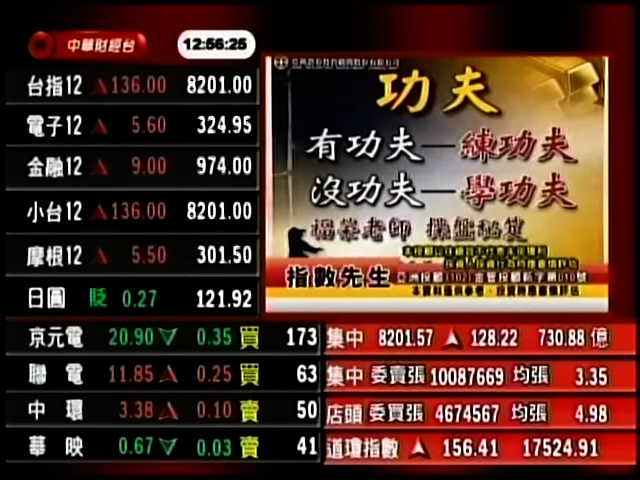 中華財經台
12:56:25
台指12 136.00 8201.00
電子12 5.60 324.95
金融12 9.00 974.00
小台12 136.00 8201.00
摩根12 5.50 301.50
日圓 貶 0.27 121.92
功夫
有功夫—練功夫
沒功夫—學功夫
指數先生
京元電 20.90 0.35 買 173
聯電 11.85 0.25 買 63
中環 3.38 0.10 賣 50
華映 0.67 0.03 賣 41
集中 8201.57 128.22 730.88 億
集中 委賣張 10087669 均張 3.35
店頭 委買張 4674567 均張 4.98
道瓊指數 156.41 17524.91